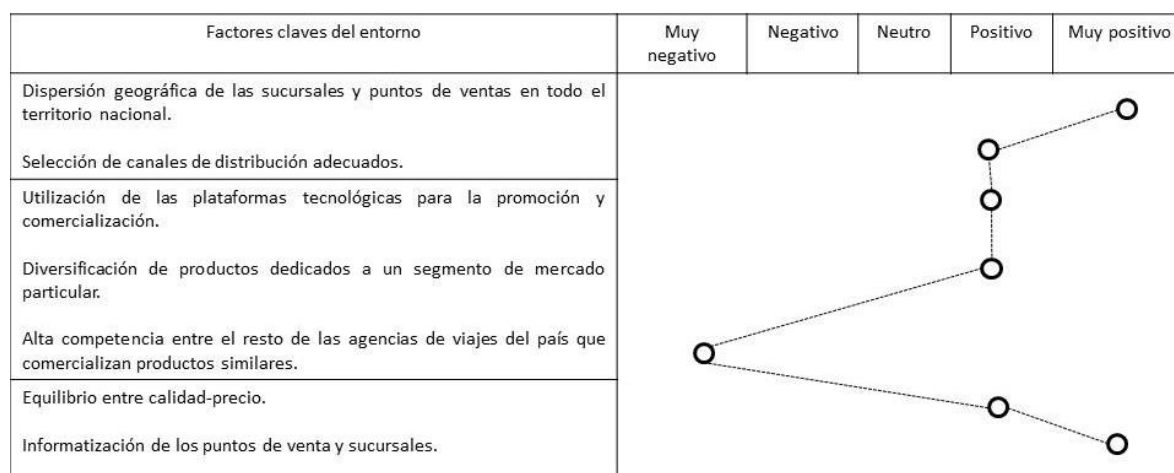 Factores claves del entorno
Muy negativo
Negativo
Neutro
Positivo
Muy positivo
Dispersión geográfica de las sucursales y puntos de ventas en todo el
territorio nacional.
Selección de canales de distribución adecuados.
Utilización de las plataformas tecnológicas para la promoción y
comercialización.
Diversificación de productos dedicados a un segmento de mercado
particular.
Alta competencia entre el resto de las agencias de viajes del país que
comercializan productos similares.
Equilibrio entre calidad-precio.
Informatización de los puntos de venta y sucursales.